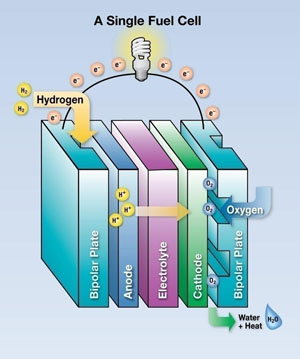 A Single Fuel Cell
e⁻
e⁻
e⁻
e⁻
e⁻
e⁻
e⁻
e⁻
e⁻
H₂
H₂
Hydrogen
H⁺
H⁺
H⁺
O₂
O₂
O₂
Oxygen
Bipolar Plate
Anode
Electrolyte
Cathode
Bipolar Plate
Water
+ Heat
H₂O